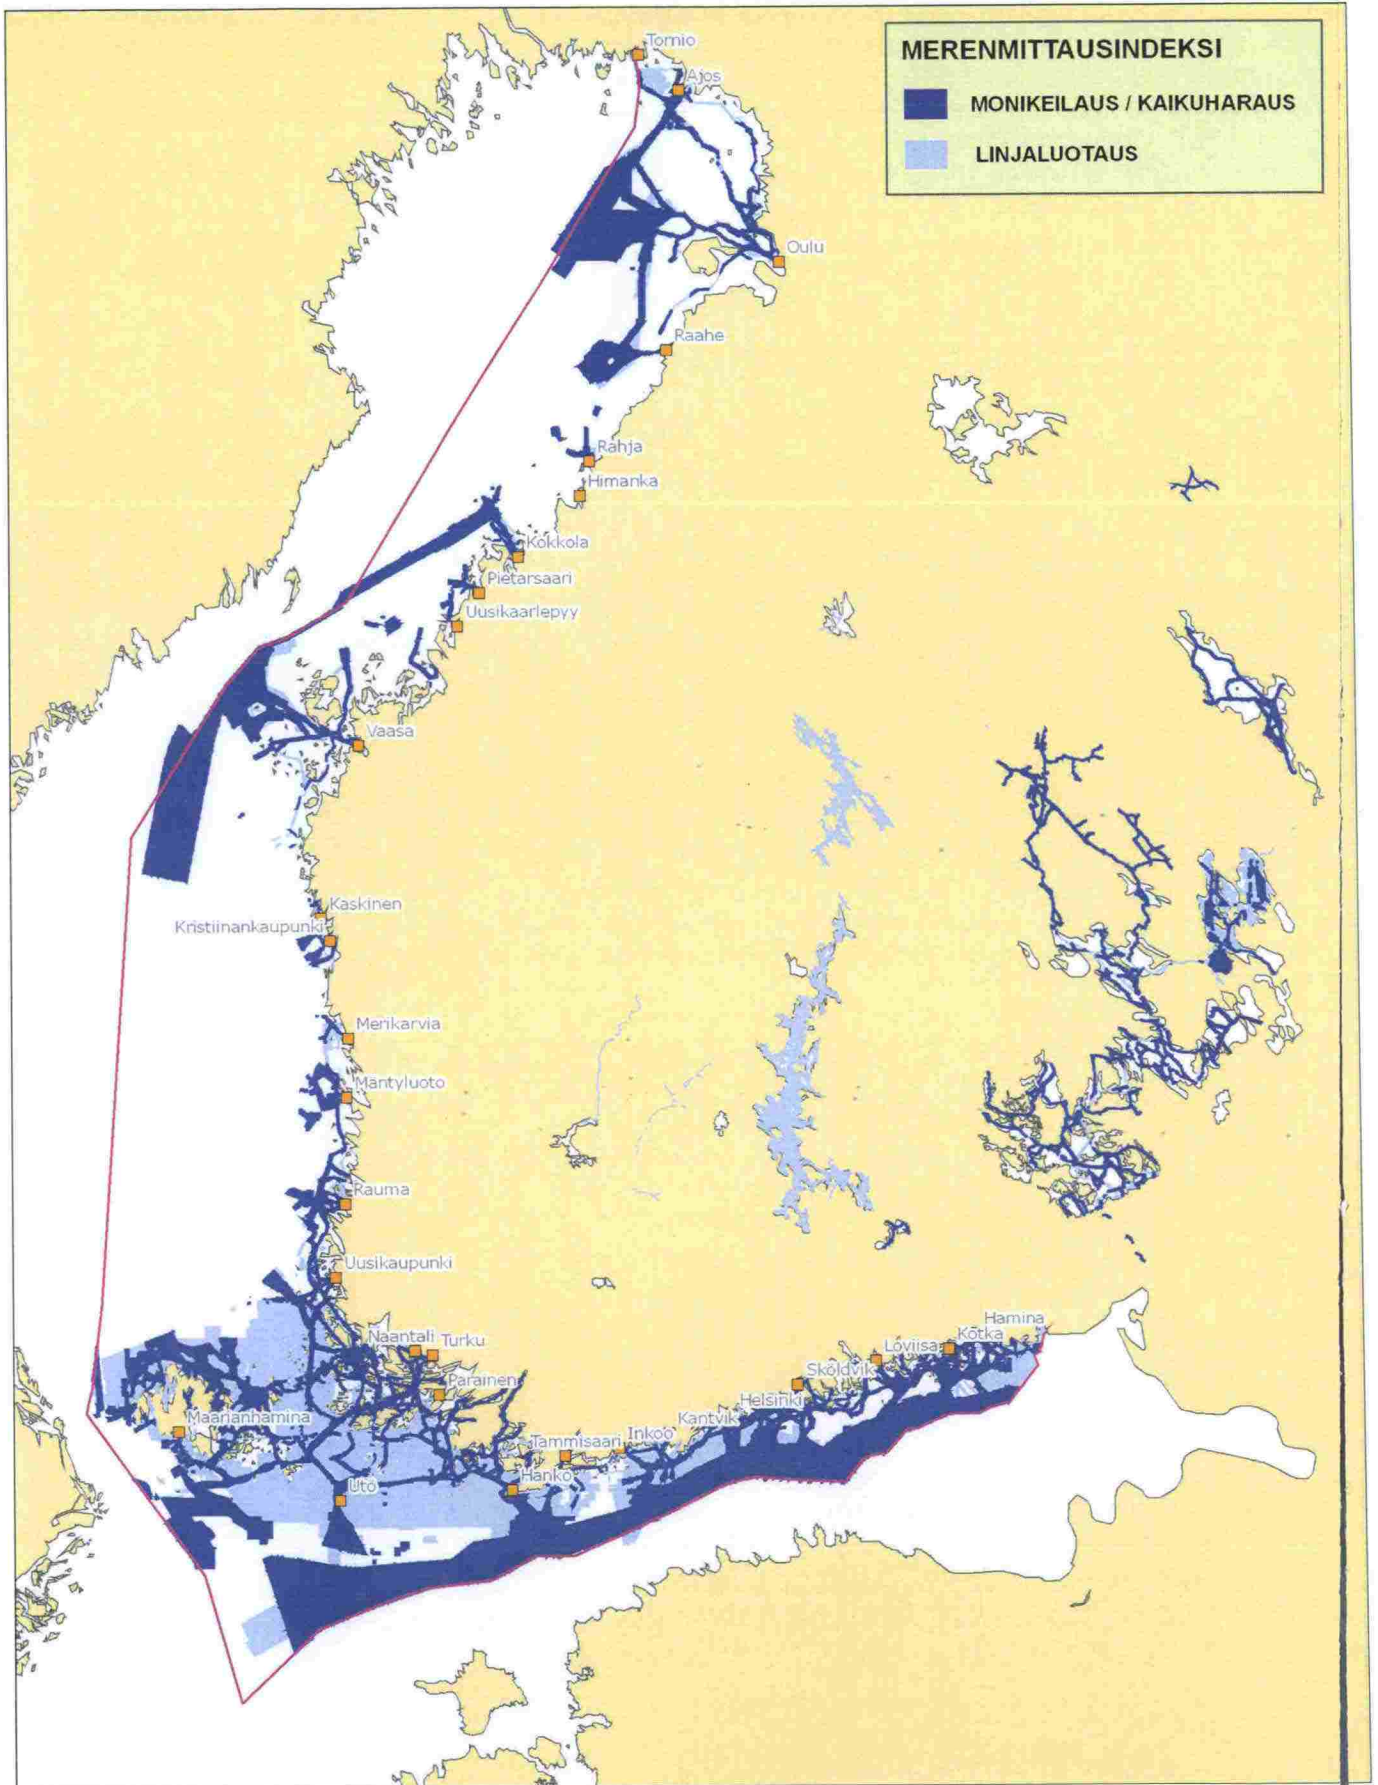 MERENMITTAUSINDEKSI
MONIKEILAUS / KAIKUHARAUS
LINJALUOTAUS
Tornio
Ajos
Oulu
Raahe
Rahja
Himanka
Kokkola
Pietarsaari
Uusikaarlepyy
Vaasa
Kaskinen
Kristiinankaupunki
Merikarvia
Mäntyluoto
Rauma
Uusikaupunki
Naantali
Turku
Parainen
Maarianhamina
Utö
Hanko
Tammisaari
Inkoo
Kantvik
Helsinki
Sköldvik
Loviisa
Kotka
Hamina